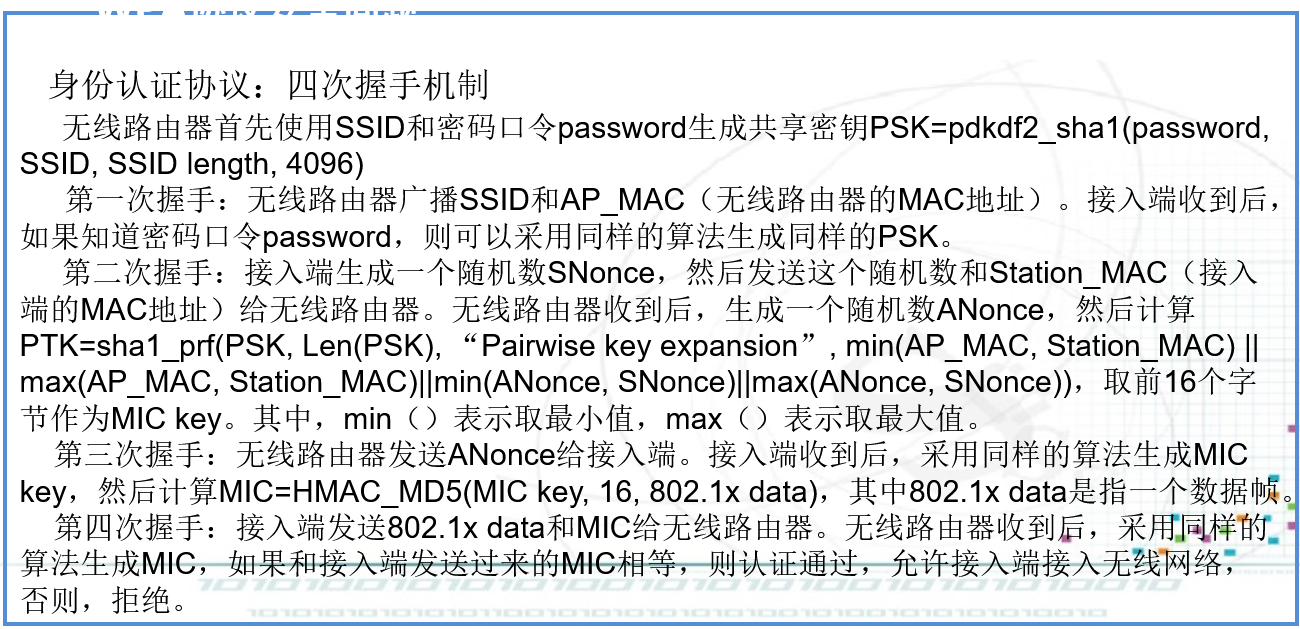 身份认证协议：四次握手机制
无线路由器首先使用SSID和密码口令password生成共享密钥PSK=pdkdf2_sha1(password,
SSID, SSID length, 4096)
第一次握手：无线路由器广播SSID和AP_MAC（无线路由器的MAC地址）。接入端收到后，
如果知道密码口令password，则可以采用同样的算法生成同样的PSK。
第二次握手：接入端生成一个随机数SNonce，然后发送这个随机数和Station_MAC（接入
端的MAC地址）给无线路由器。无线路由器收到后，生成一个随机数ANonce，然后计算
PTK=sha1_prf(PSK, Len(PSK), “Pairwise key expansion”, min(AP_MAC, Station_MAC) ||
max(AP_MAC, Station_MAC)||min(ANonce, SNonce)||max(ANonce, SNonce))，取前16个字
节作为MIC key。其中，min（）表示取最小值，max（）表示取最大值。
第三次握手：无线路由器发送ANonce给接入端。接入端收到后，采用同样的算法生成MIC
key，然后计算MIC=HMAC_MD5(MIC key, 16, 802.1x data)，其中802.1x data是指一个数据帧。
第四次握手：接入端发送802.1x data和MIC给无线路由器。无线路由器收到后，采用同样的
算法生成MIC，如果和接入端发送过来的MIC相等，则认证通过，允许接入端接入无线网络，
否则，拒绝。